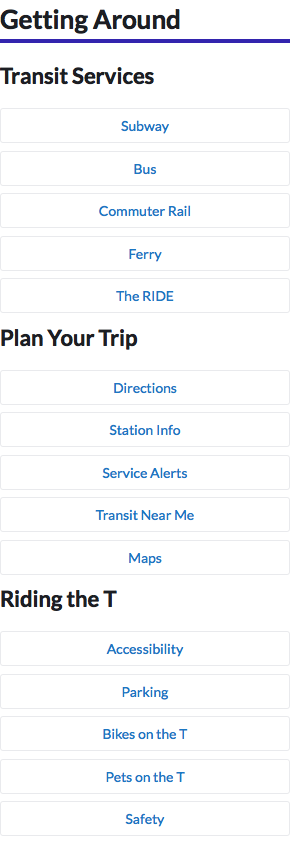 Getting Around
Transit Services
Subway
Bus
Commuter Rail
Ferry
The RIDE
Plan Your Trip
Directions
Station Info
Service Alerts
Transit Near Me
Maps
Riding the T
Accessibility
Parking
Bikes on the T
Pets on the T
Safety